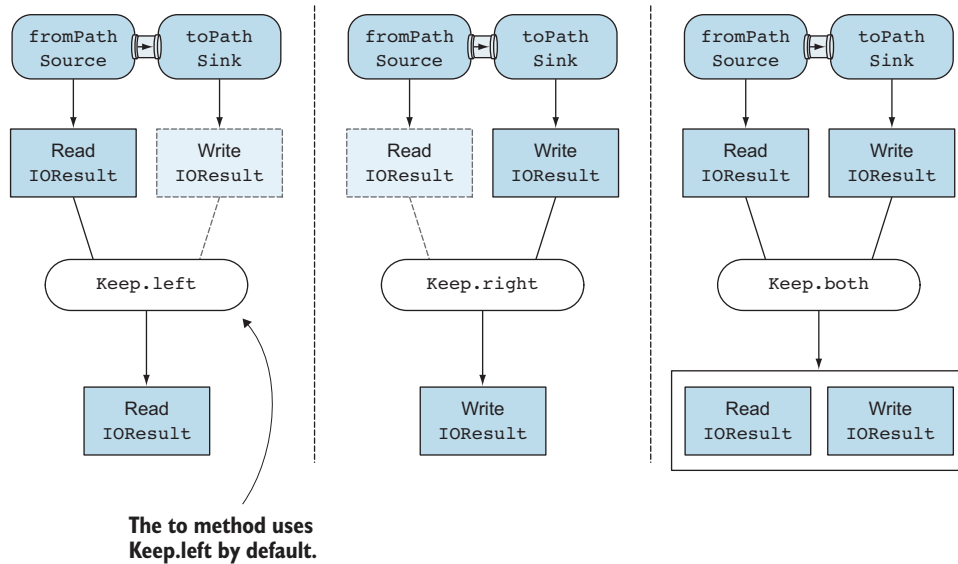 fromPath
Source
toPath
Sink
Read
IOResult
Write
IOResult
Keep.left
Read
IOResult
The to method uses
Keep.left by default.
fromPath
Source
toPath
Sink
Read
IOResult
Write
IOResult
Keep.right
Write
IOResult
fromPath
Source
toPath
Sink
Read
IOResult
Write
IOResult
Keep.both
Read
IOResult
Write
IOResult